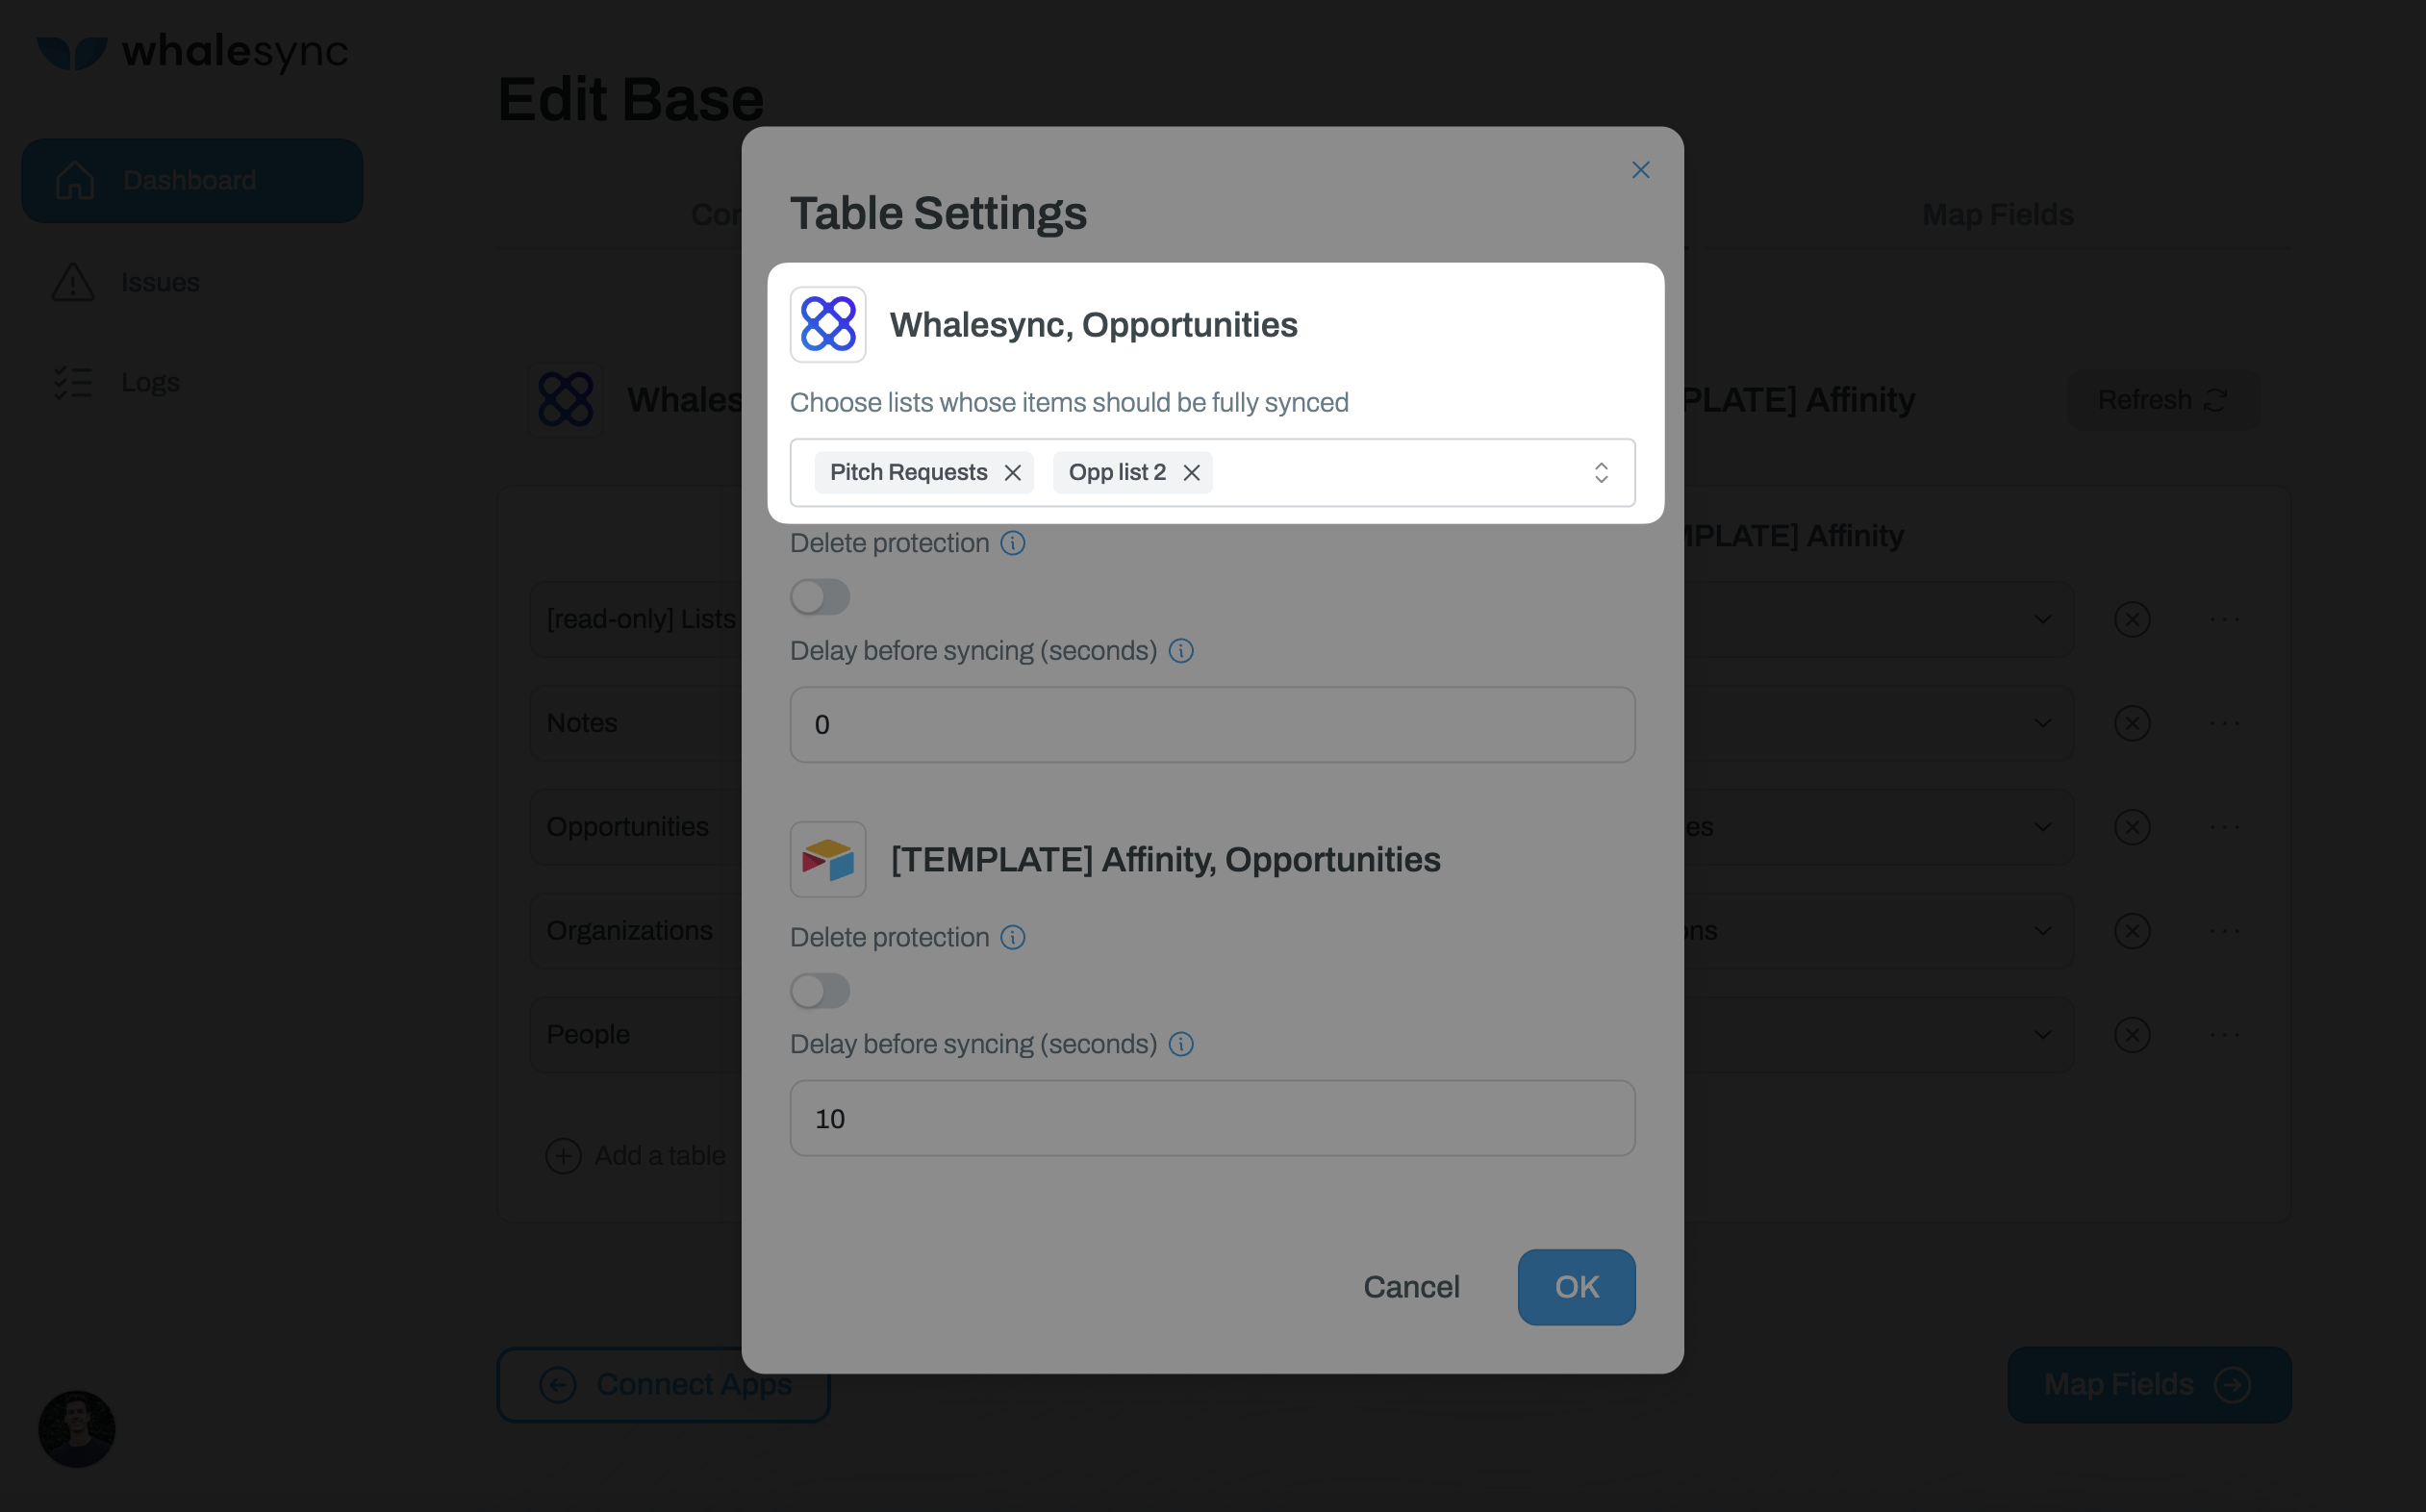 whalesync
Edit Base
Dashboard
Issues
Logs
Con
Map Fields
Table Settings
Whalesync, Opportunities
Choose lists whose items should be fully synced
Pitch Requests
Opp list 2
Delete protection
Delay before syncing (seconds)
0
[TEMPLATE] Affinity, Opportunities
Delete protection
Delay before syncing (seconds)
10
Cancel OK
Whales
PLATE] Affinity
Refresh
MPLATE] Affinity
[read-only] Lists
Notes
Opportunities
es
Organizations
ons
People
Add a table
Connect Apps
Map Fields